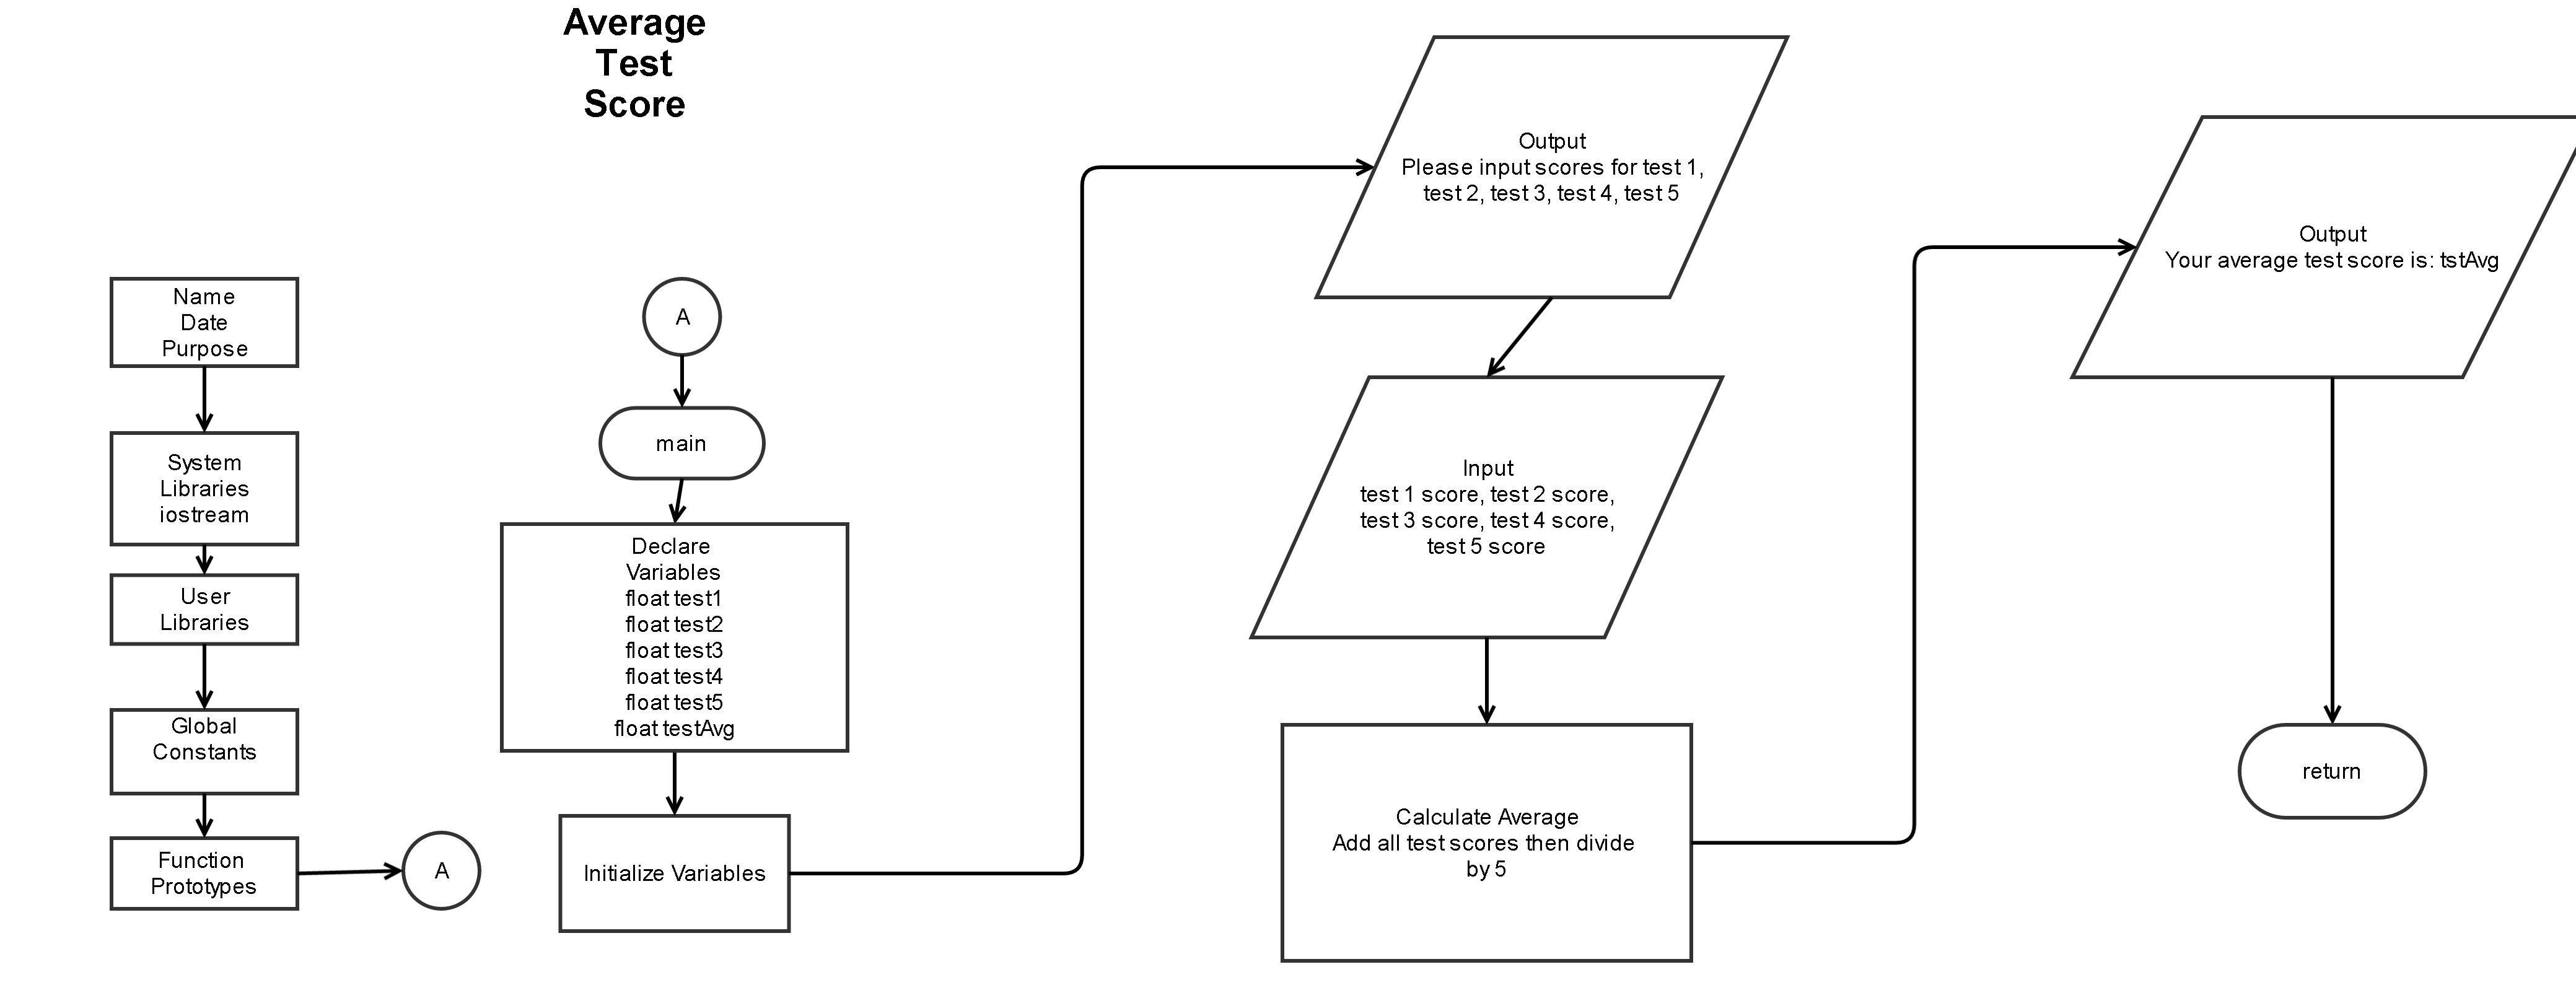 Average
Test
Score
Name
Date
Purpose
System
Libraries
iostream
User
Libraries
Global
Constants
Function
Prototypes
A
A
main
Declare
Variables
float test1
float test2
float test3
float test4
float test5
float testAvg
Initialize Variables
Output
Please input scores for test 1,
test 2, test 3, test 4, test 5
Input
test 1 score, test 2 score,
test 3 score, test 4 score,
test 5 score
Calculate Average
Add all test scores then divide
by 5
Output
Your average test score is: tstAvg
return